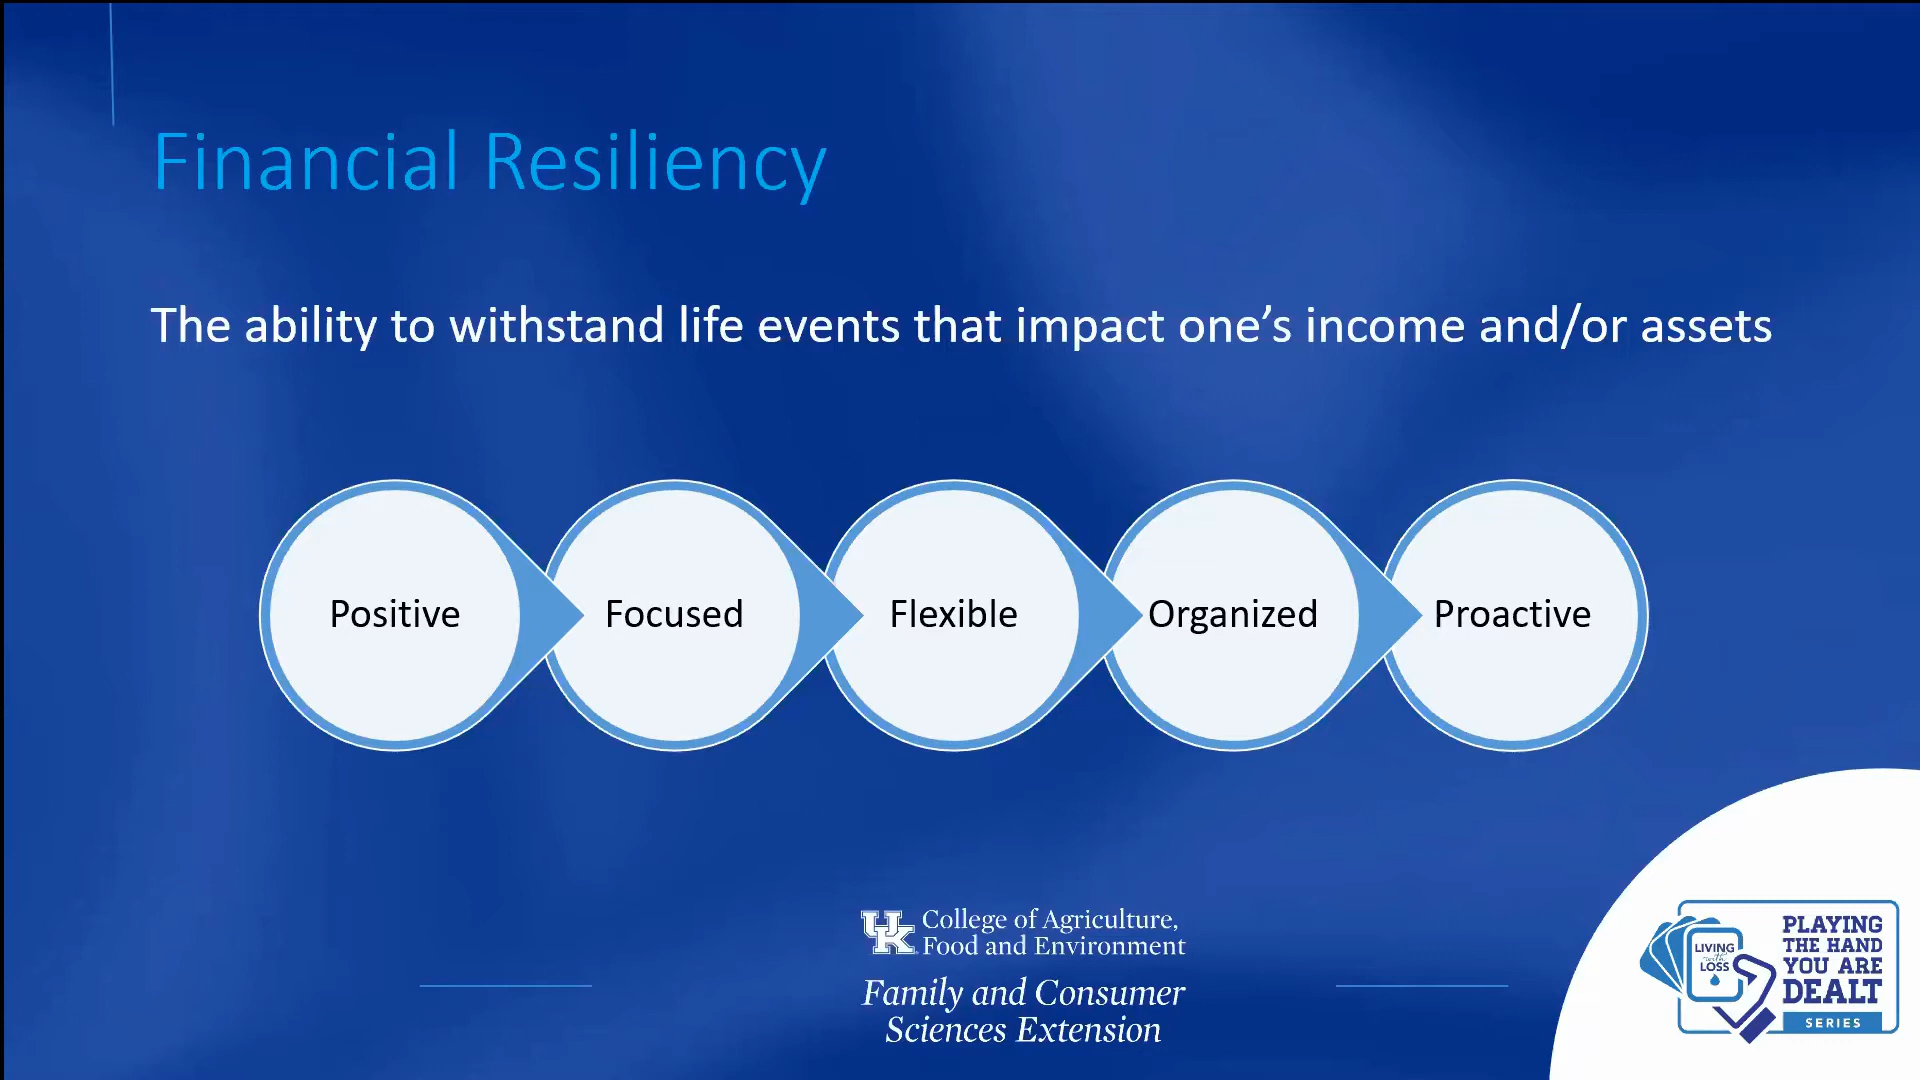 Financial Resiliency
The ability to withstand life events that impact one’s income and/or assets
Positive
Focused
Flexible
Organized
Proactive
UK
College of Agriculture,
Food and Environment
Family and Consumer
Sciences Extension
LIVING
with
LOSS
PLAYING
THE HAND
YOU ARE
DEALT
SERIES